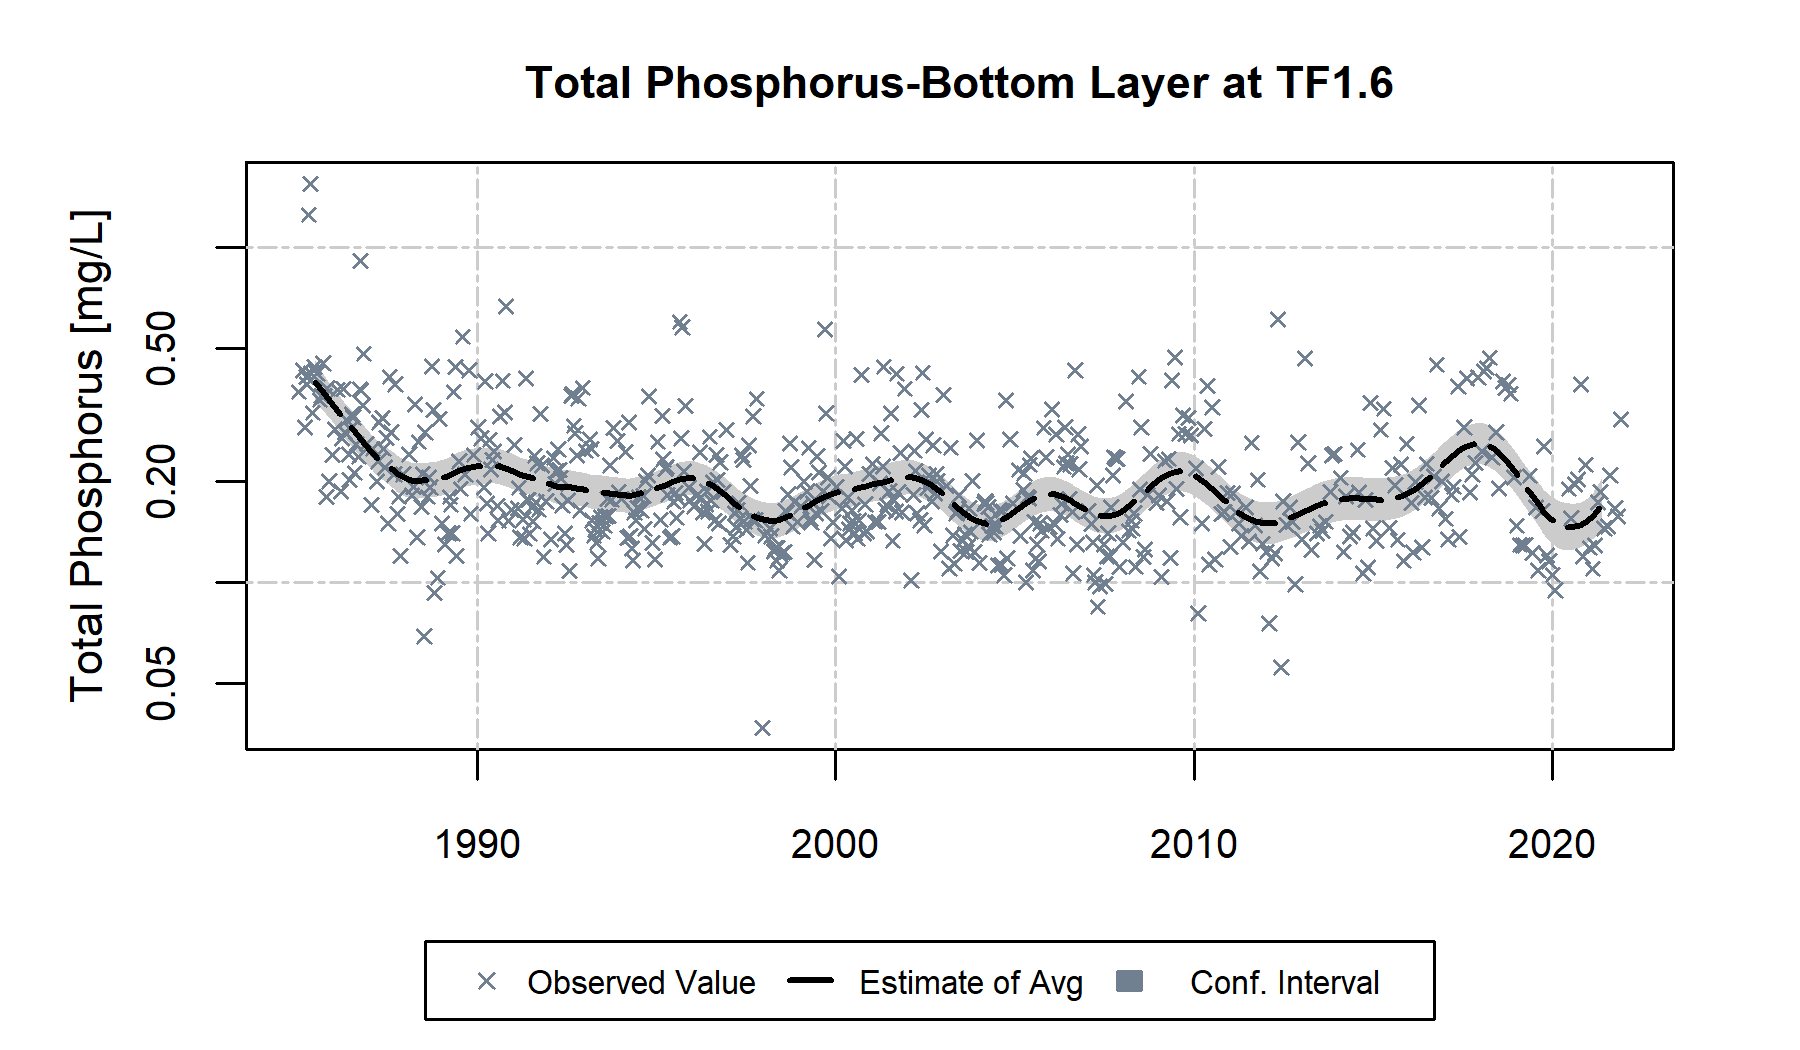 Total Phosphorus-Bottom Layer at TF1.6
Total Phosphorus [mg/L]
0.50
0.20
0.05
1990 2000 2010 2020
Observed Value Estimate of Avg Conf. Interval